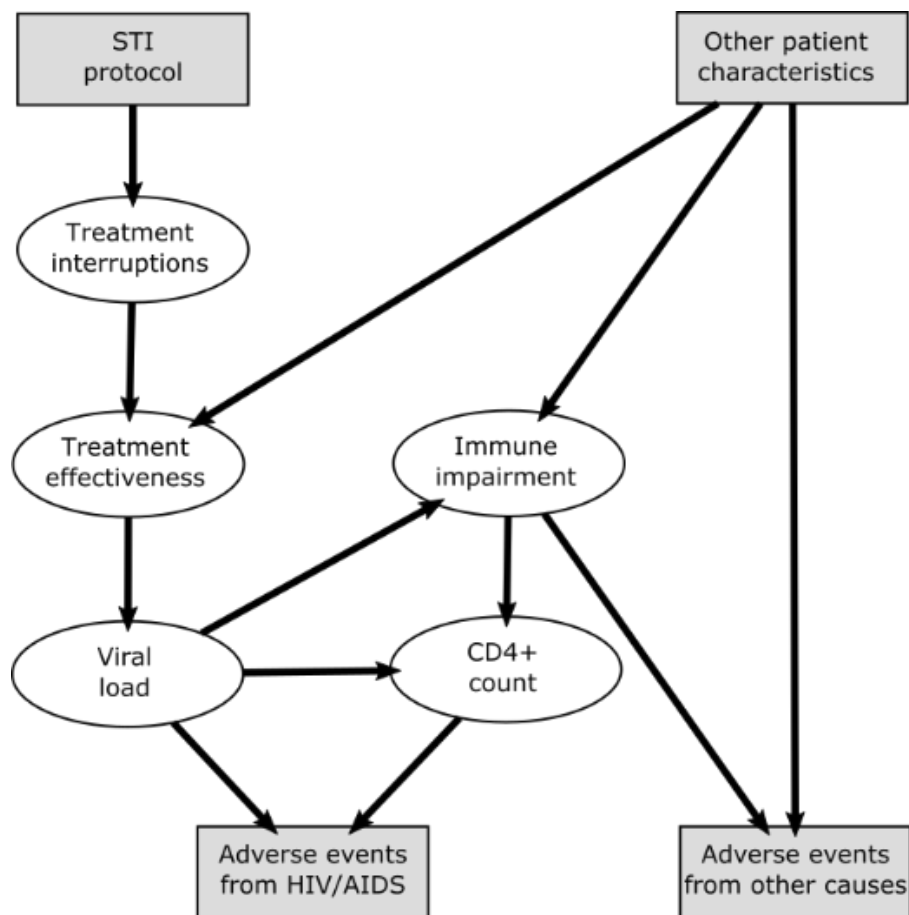 STI
protocol
Other patient
characteristics
Treatment
interruptions
Treatment
effectiveness
Immune
impairment
Viral
load
CD4+
count
Adverse events
from HIV/AIDS
Adverse events
from other causes